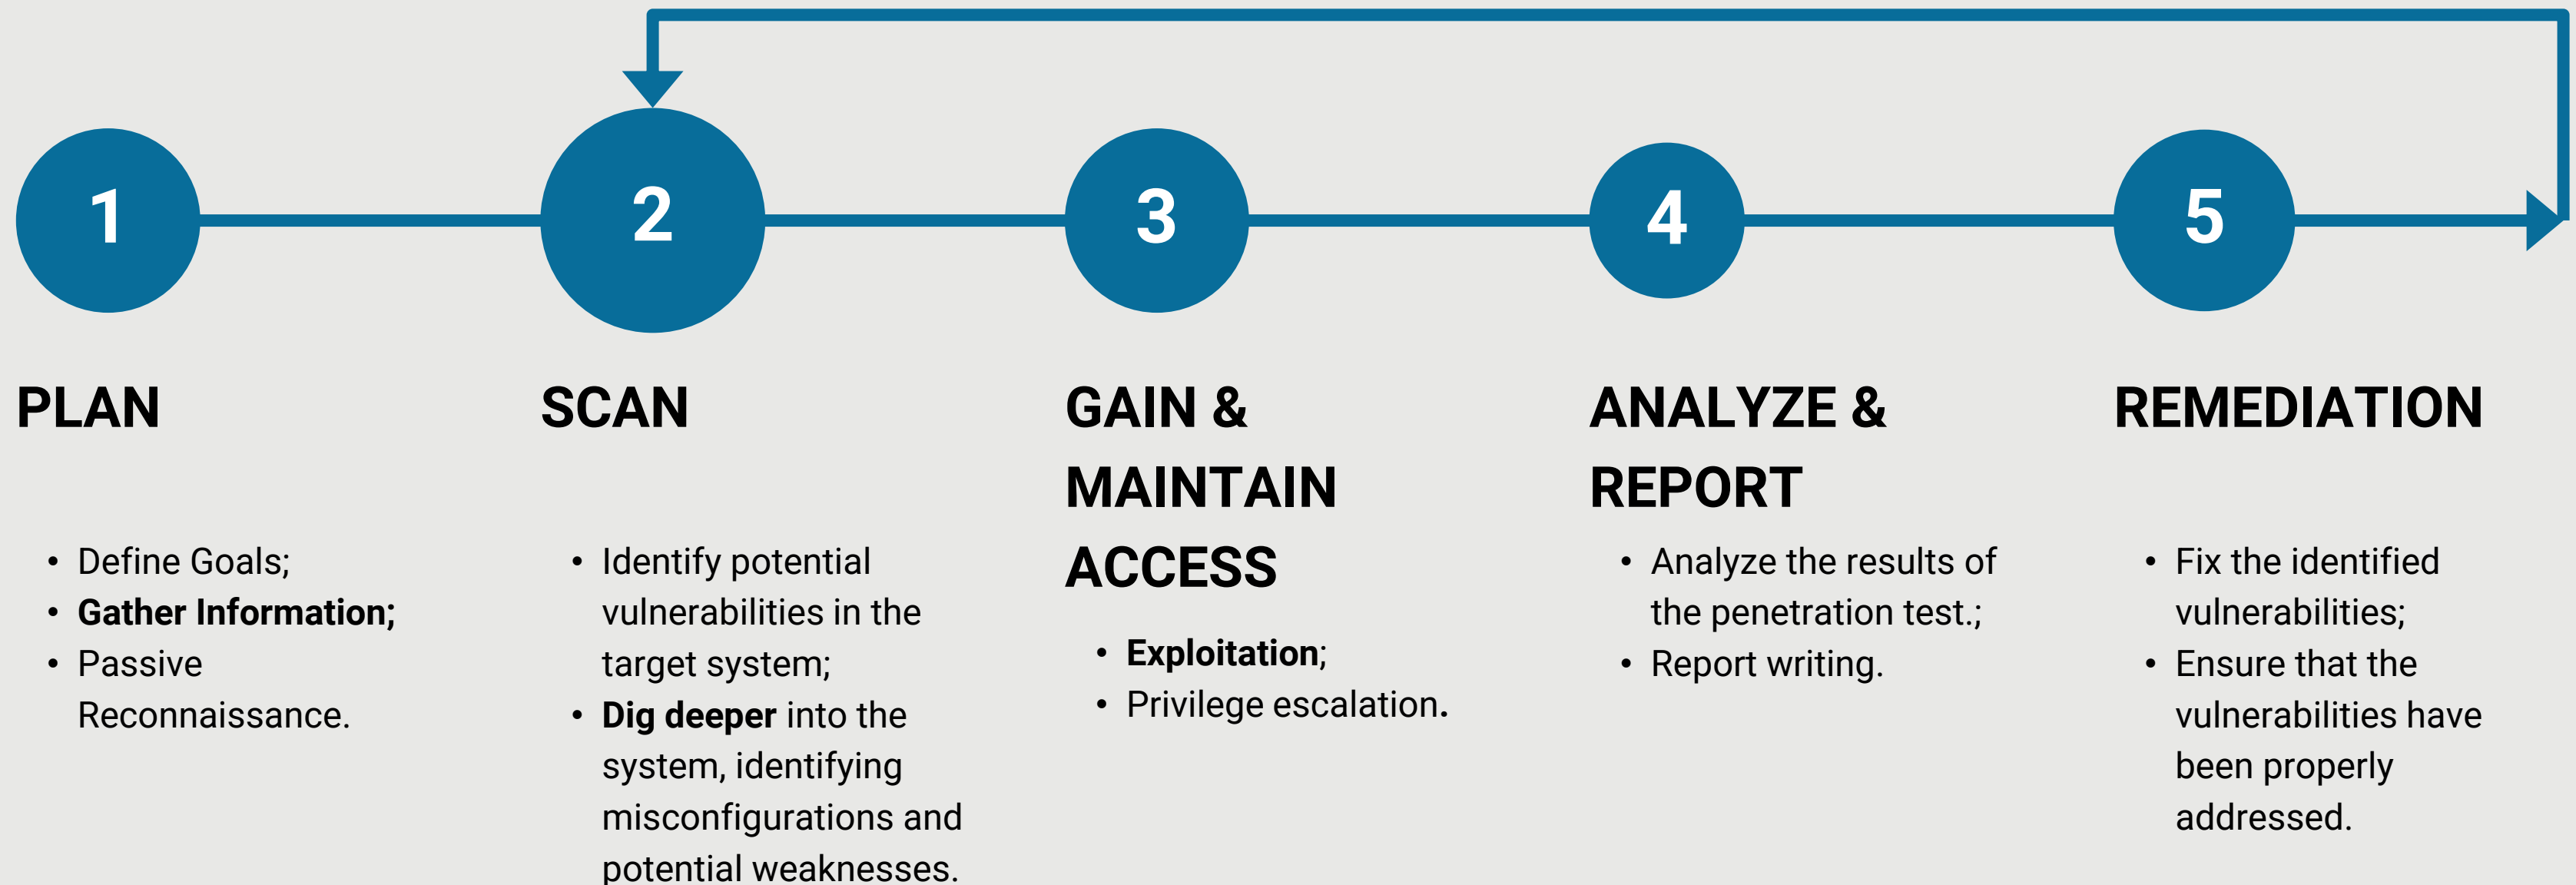 1
2
3
4
5
PLAN
• Define Goals;
• Gather Information;
• Passive
Reconnaissance.
SCAN
• Identify potential
vulnerabilities in the
target system;
• Dig deeper into the
system, identifying
misconfigurations and
potential weaknesses.
GAIN &
MAINTAIN
ACCESS
• Exploitation;
• Privilege escalation.
ANALYZE &
REPORT
• Analyze the results of
the penetration test.;
• Report writing.
REMEDIATION
• Fix the identified
vulnerabilities;
• Ensure that the
vulnerabilities have
been properly
addressed.